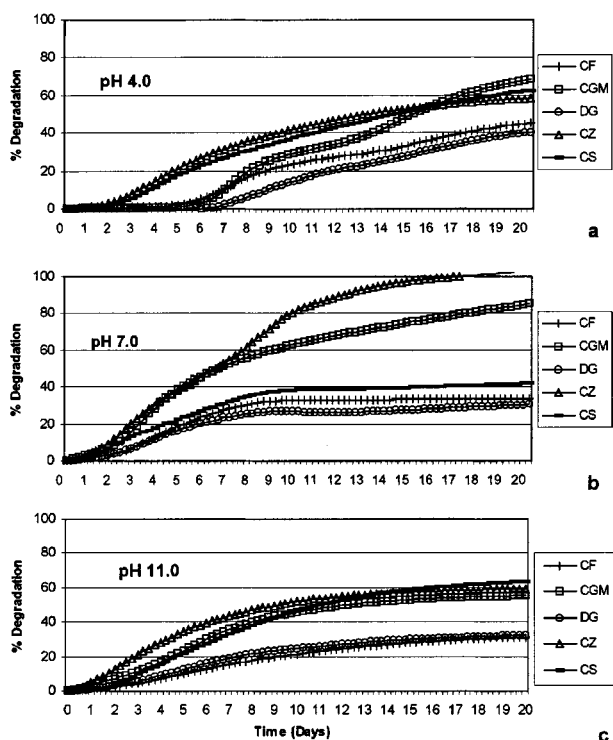 100
80
60
40
20
0
% Degradation
pH 4.0
0 1 2 3 4 5 6 7 8 9 10 11 12 13 14 15 16 17 18 19 20
CF
CGM
DG
CZ
CS
a
100
80
60
40
20
0
% Degradation
pH 7.0
0 1 2 3 4 5 6 7 8 9 10 11 12 13 14 15 16 17 18 19 20
CF
CGM
DG
CZ
CS
b
100
80
60
40
20
0
% Degradation
pH 11.0
0 1 2 3 4 5 6 7 8 9 10 11 12 13 14 15 16 17 18 19 20
Time (Days)
CF
CGM
DG
CZ
CS
c